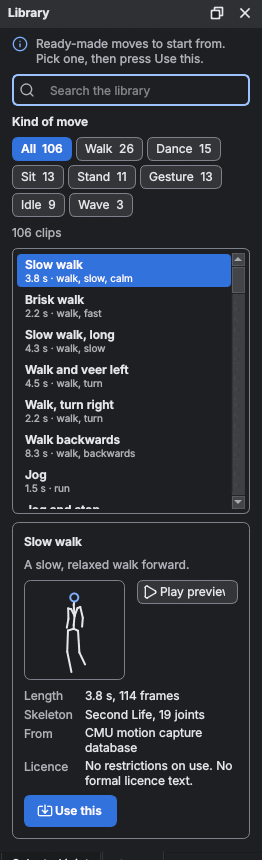 Library
Ready-made moves to start from.
Pick one, then press Use this.
Search the library
Kind of move
All 106 Walk 26 Dance 15
Sit 13 Stand 11 Gesture 13
Idle 9 Wave 3
106 clips
Slow walk
3.8 s · walk, slow, calm
Brisk walk
2.2 s · walk, fast
Slow walk, long
4.3 s · walk, slow
Walk and veer left
4.5 s · walk, turn
Walk, turn right
2.2 s · walk, turn
Walk backwards
8.3 s · walk, backwards
Jog
1.5 s · run
Jog and stop
Slow walk
A slow, relaxed walk forward.
Play preview
Length 3.8 s, 114 frames
Skeleton Second Life, 19 joints
From CMU motion capture
database
Licence No restrictions on use. No
formal licence text.
Use this